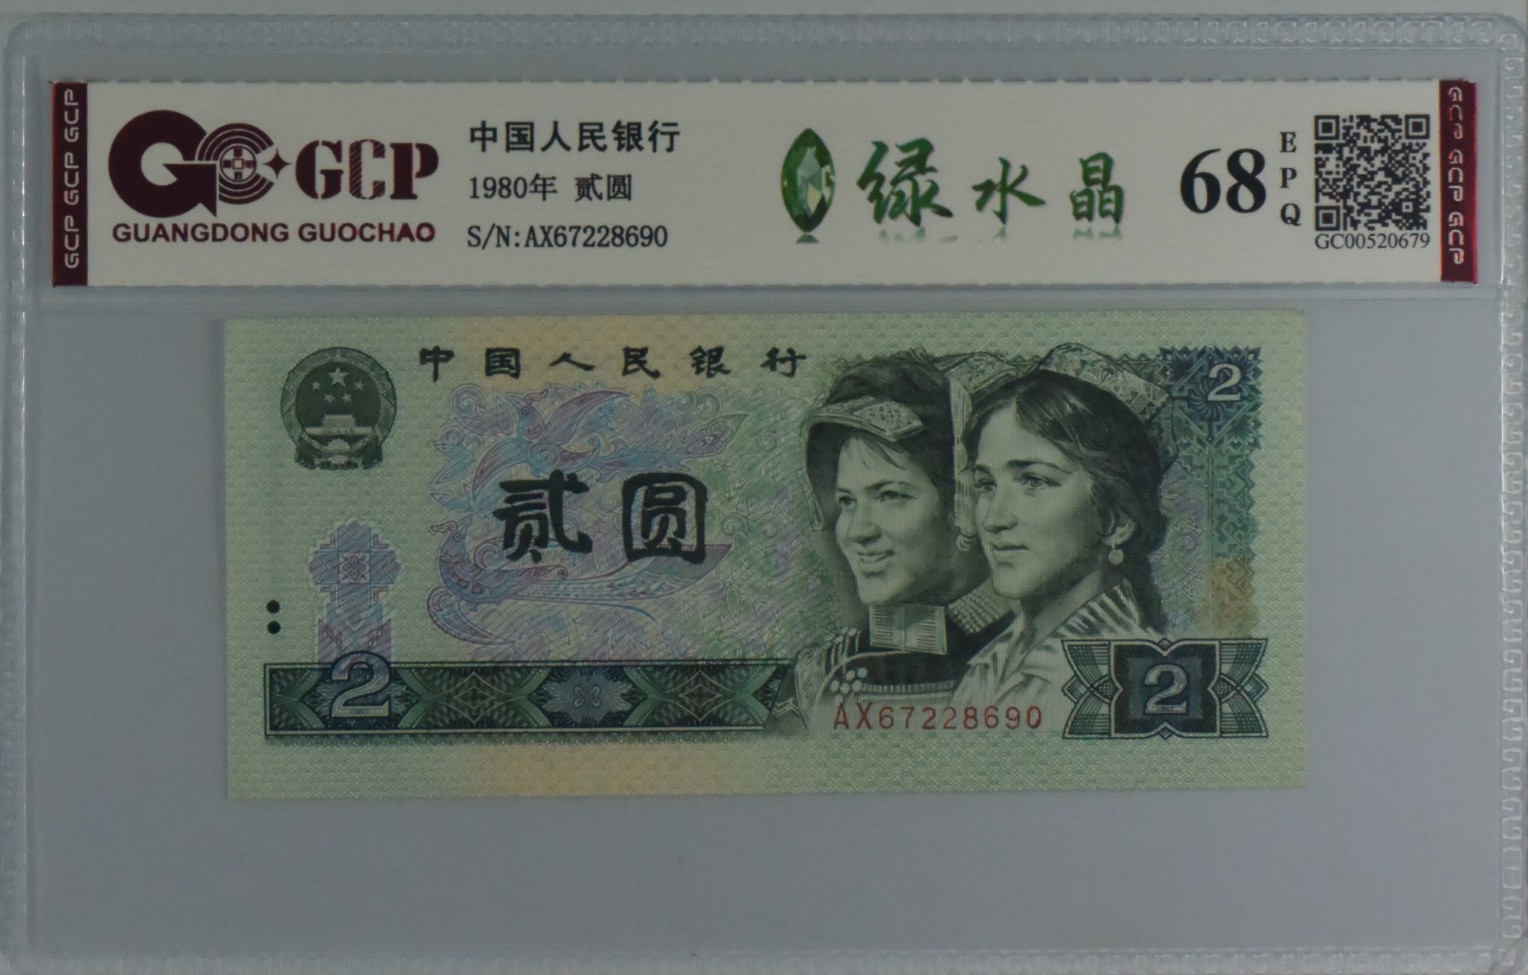 GCP GCP GCP
GCP
GUANGDONG GUOCHAO
中国人民银行
1980年 贰圆
S/N:AX67228690
绿水晶
68
EPQ
GC00520679
GCP GCP GCP
中国人民银行
2
贰圆
2
AX67228690
2